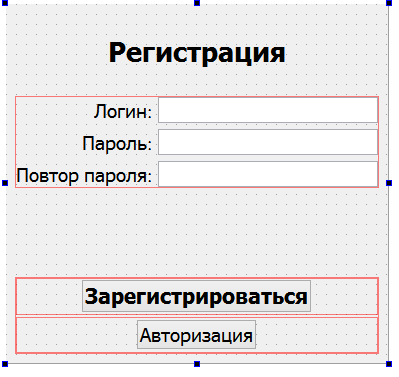 Регистрация
Логин:
Пароль:
Повтор пароля:
Зарегистрироваться
Авторизация